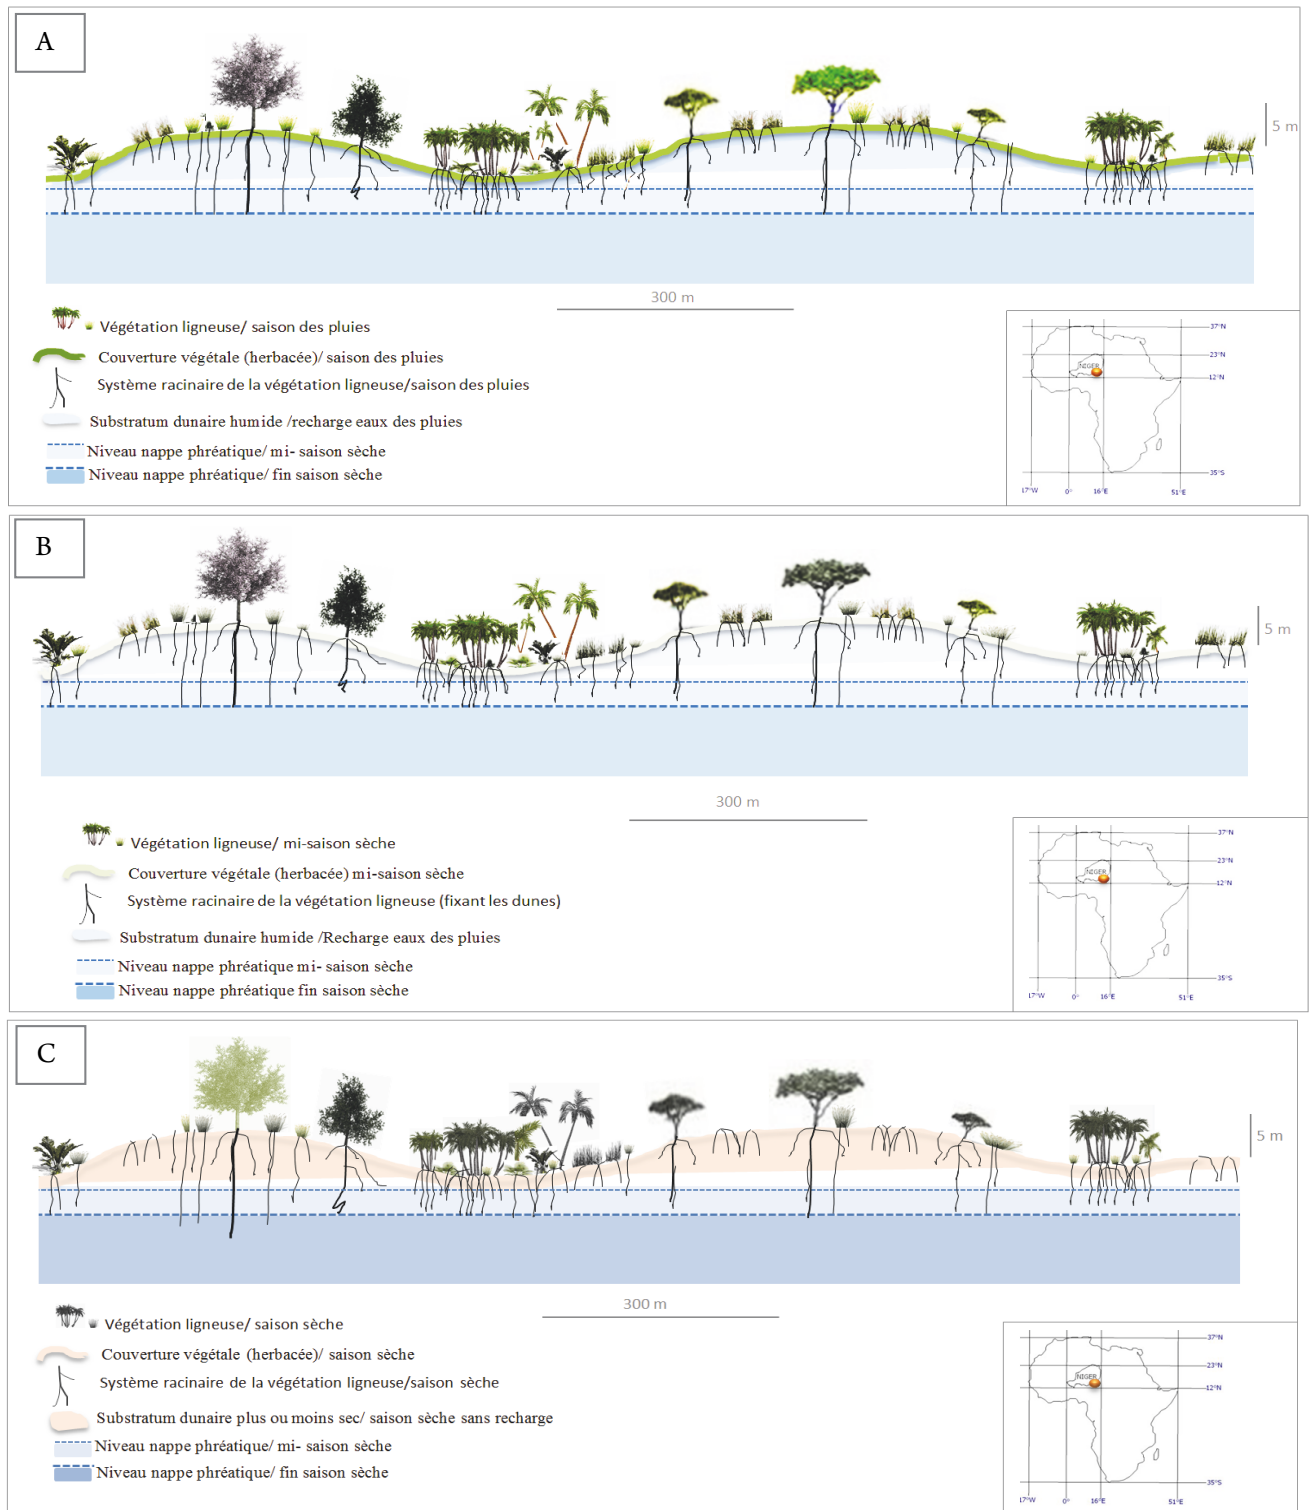 A
5 m
300 m
Végétation ligneuse/ saison des pluies
Couverture végétale (herbacée)/ saison des pluies
Système racinaire de la végétation ligneuse/saison des pluies
Substratum dunaire humide /recharge eaux des pluies
Niveau nappe phréatique/ mi- saison sèche
Niveau nappe phréatique/ fin saison sèche
37°N
23°N
NIGER
12°N
35°S
17°W 0° 16°E 51°E
B
5 m
300 m
Végétation ligneuse/ mi-saison sèche
Couverture végétale (herbacée) mi-saison sèche
Système racinaire de la végétation ligneuse (fixant les dunes)
Substratum dunaire humide /Recharge eaux des pluies
Niveau nappe phréatique mi- saison sèche
Niveau nappe phréatique fin saison sèche
37°N
23°N
NIGER
12°N
35°S
17°W 0° 16°E 51°E
C
5 m
300 m
Végétation ligneuse/ saison sèche
Couverture végétale (herbacée)/ saison sèche
Système racinaire de la végétation ligneuse/saison sèche
Substratum dunaire plus ou moins sec/ saison sèche sans recharge
Niveau nappe phréatique/ mi- saison sèche
Niveau nappe phréatique/ fin saison sèche
37°N
23°N
NIGER
12°N
35°S
17°W 0° 16°E 51°E